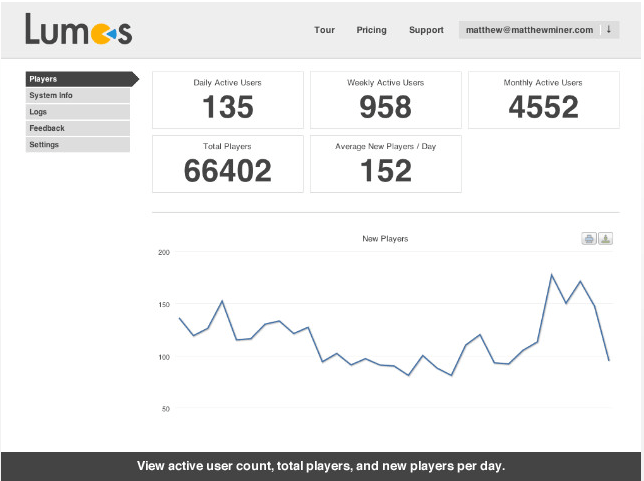 Lumos
Tour Pricing Support matthew@matthewminer.com ↓
Players
System Info
Logs
Feedback
Settings
Daily Active Users
135
Weekly Active Users
958
Monthly Active Users
4552
Total Players
66402
Average New Players / Day
152
New Players
200
150
100
50
View active user count, total players, and new players per day.